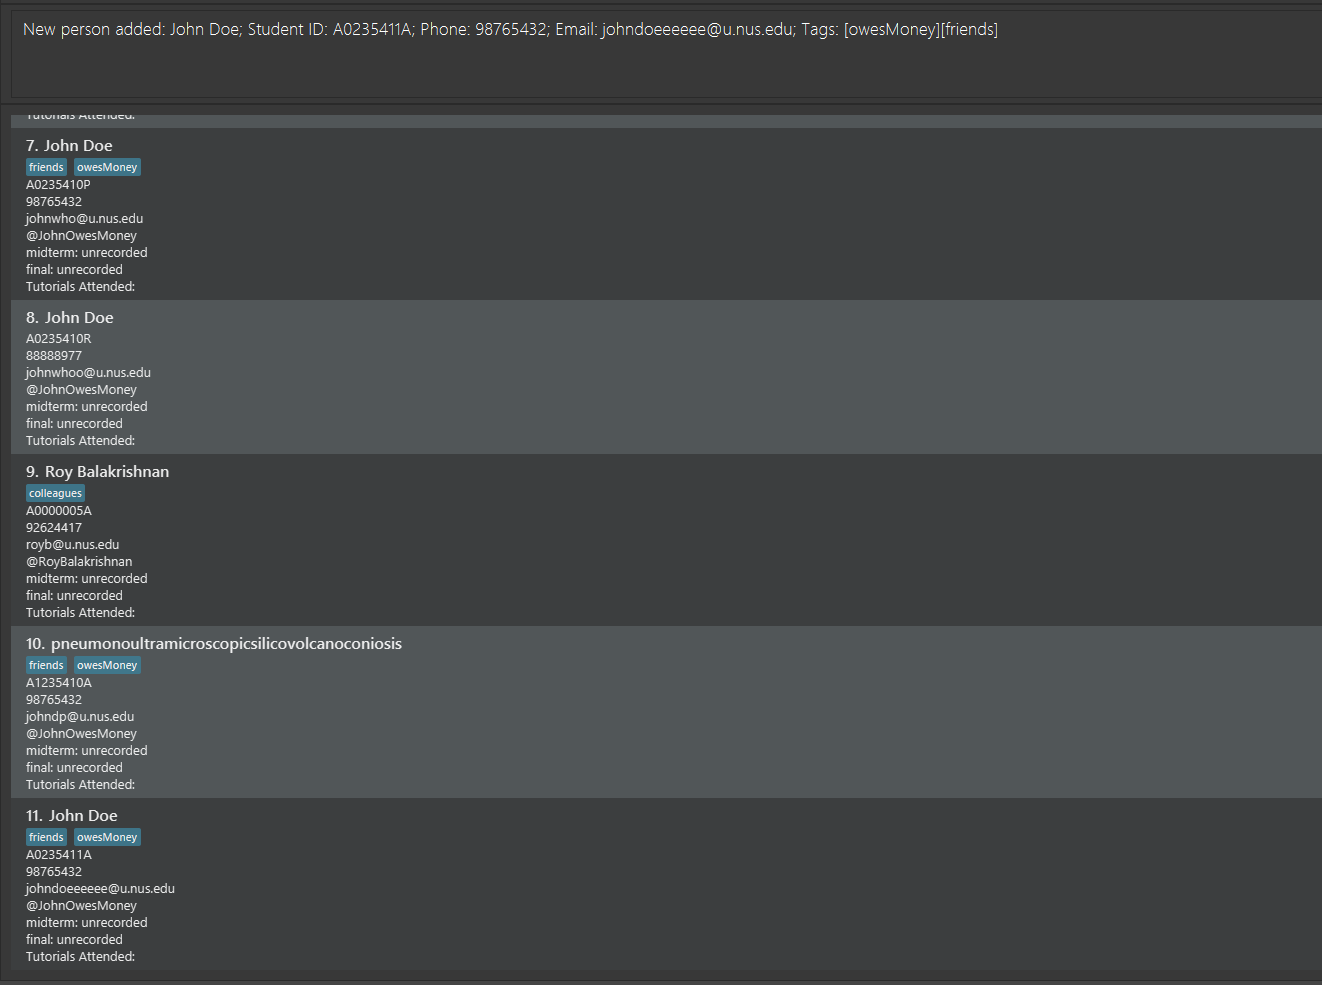 New person added: John Doe; Student ID: A0235411A; Phone: 98765432; Email: johndoeeeeee@u.nus.edu; Tags: [owesMoney][friends]
Tutorials Attended:
7. John Doe
friends owesMoney
A0235410P
98765432
johnwho@u.nus.edu
@JohnOwesMoney
midterm: unrecorded
final: unrecorded
Tutorials Attended:
8. John Doe
A0235410R
88888977
johnwhoo@u.nus.edu
@JohnOwesMoney
midterm: unrecorded
final: unrecorded
Tutorials Attended:
9. Roy Balakrishnan
colleagues
A0000005A
92624417
royb@u.nus.edu
@RoyBalakrishnan
midterm: unrecorded
final: unrecorded
Tutorials Attended:
10. pneumonoultramicroscopicsilicovolcanoconiosis
friends owesMoney
A1235410A
98765432
johndp@u.nus.edu
@JohnOwesMoney
midterm: unrecorded
final: unrecorded
Tutorials Attended:
11. John Doe
friends owesMoney
A0235411A
98765432
johndoeeeeee@u.nus.edu
@JohnOwesMoney
midterm: unrecorded
final: unrecorded
Tutorials Attended: